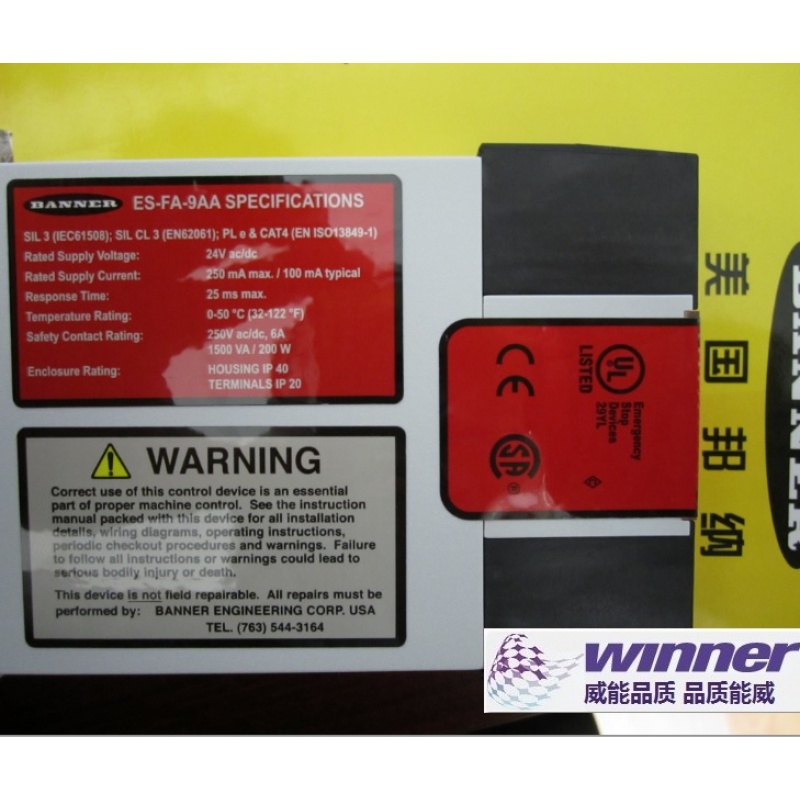 BANNER ES-FA-9AA SPECIFICATIONS
SIL 3 (IEC61508); SIL CL 3 (EN62061); PL e & CAT4 (EN ISO13849-1)
Rated Supply Voltage: 24V ac/dc
Rated Supply Current: 250 mA max. / 100 mA typical
Response Time: 25 ms max.
Temperature Rating: 0-50 °C (32-122 °F)
Safety Contact Rating: 250V ac/dc, 6A
1500 VA / 200 W
Enclosure Rating: HOUSING IP 40
TERMINALS IP 20
WARNING
Correct use of this control device is an essential
part of proper machine control. See the instruction
manual packed with this device for all installation
details, wiring diagrams, operating instructions,
periodic checkout procedures and warnings. Failure
to follow all instructions or warnings could lead to
serious bodily injury or death.
This device is not field repairable. All repairs must be
performed by: BANNER ENGINEERING CORP. USA
TEL. (763) 544-3164
CE
UL
LISTED
Emergency
Stop
Devices
29YL
SA
美国邦纳
BANNER
winner
威能品质 品质能威